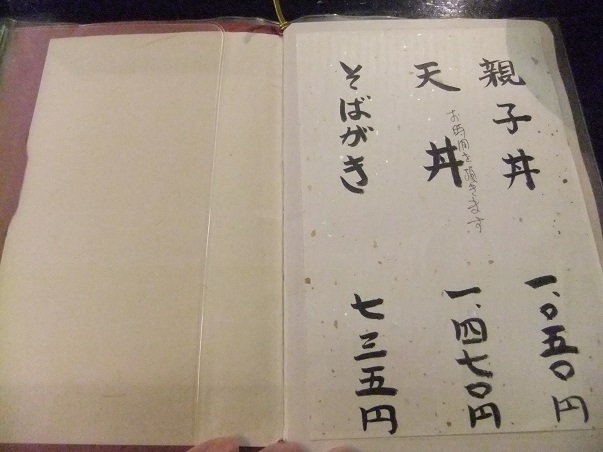 親子丼 一、〇五〇円
お時間を頂きます
天丼 一、四七〇円
そばがき 七三五円